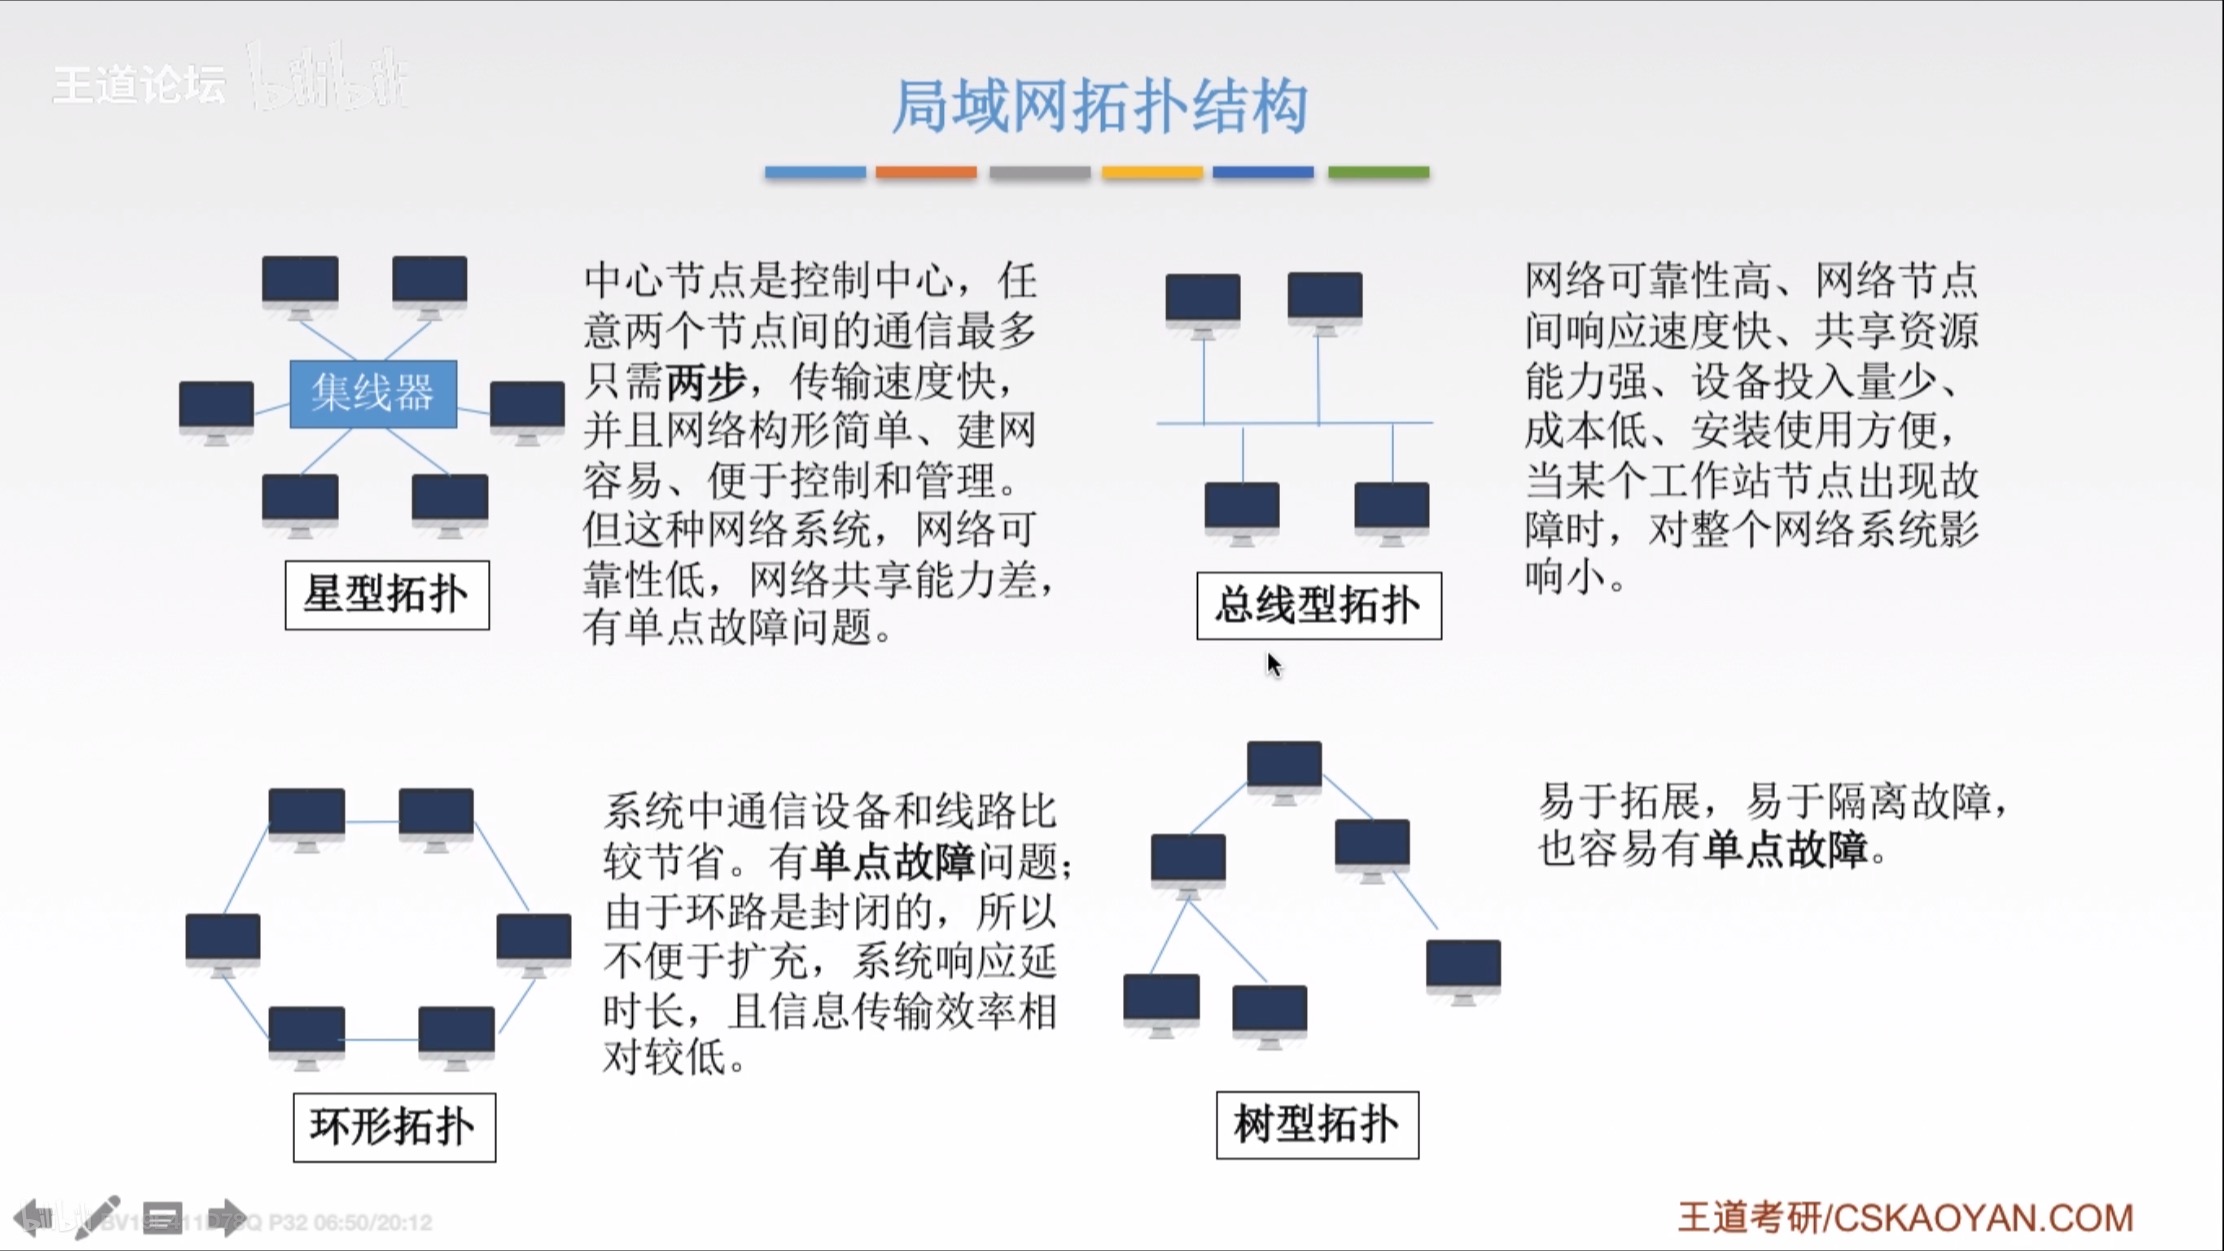 王道论坛 bilibili
局域网拓扑结构
集线器
星型拓扑
中心节点是控制中心，任
意两个节点间的通信最多
只需两步，传输速度快，
并且网络构形简单、建网
容易、便于控制和管理。
但这种网络系统，网络可
靠性低，网络共享能力差，
有单点故障问题。
总线型拓扑
网络可靠性高、网络节点
间响应速度快、共享资源
能力强、设备投入量少、
成本低、安装使用方便，
当某个工作站节点出现故
障时，对整个网络系统影
响小。
环形拓扑
系统中通信设备和线路比
较节省。有单点故障问题；
由于环路是封闭的，所以
不便于扩充，系统响应延
时长，且信息传输效率相
对较低。
树型拓扑
易于拓展，易于隔离故障，
也容易有单点故障。
bilibili P32 06:50/20:12
王道考研/CSKAOYAN.COM